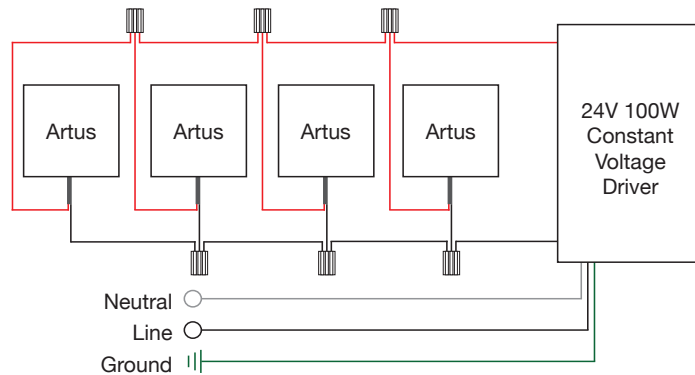 Artus
Artus
Artus
Artus
24V 100W
Constant
Voltage
Driver
Neutral
Line
Ground